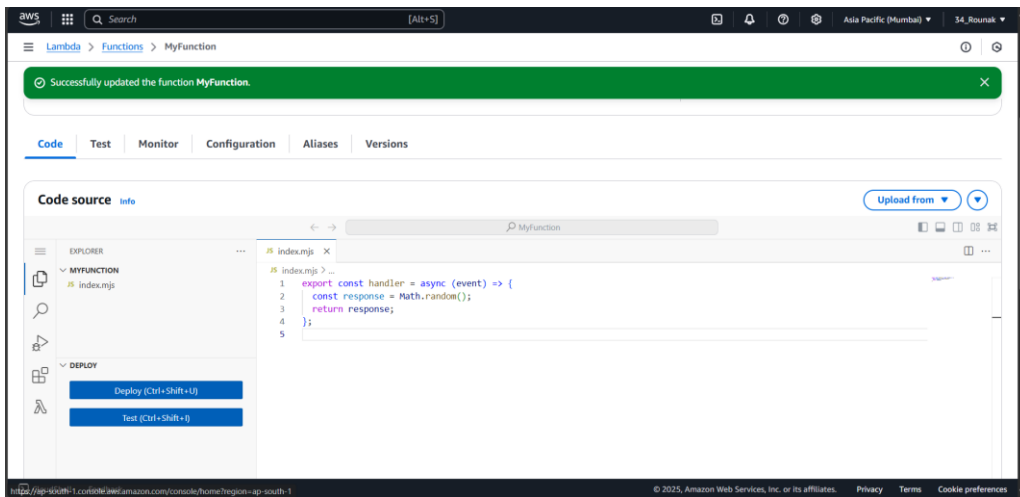 aws
Search [Alt+S] Asia Pacific (Mumbai) 34_Rounak
Lambda > Functions > MyFunction
Successfully updated the function MyFunction.
Code Test Monitor Configuration Aliases Versions
Code source Info Upload from
MyFunction
EXPLORER ... JS index.mjs
MYFUNCTION JS index.mjs > ...
JS index.mjs
1 export const handler = async (event) => {
2 const response = Math.random();
3 return response;
4 };
5
DEPLOY
Deploy (Ctrl+Shift+U)
Test (Ctrl+Shift+I)
https://ap-south-1.console.aws.amazon.com/console/home?region=ap-south-1
© 2025, Amazon Web Services, Inc. or its affiliates. Privacy Terms Cookie preferences